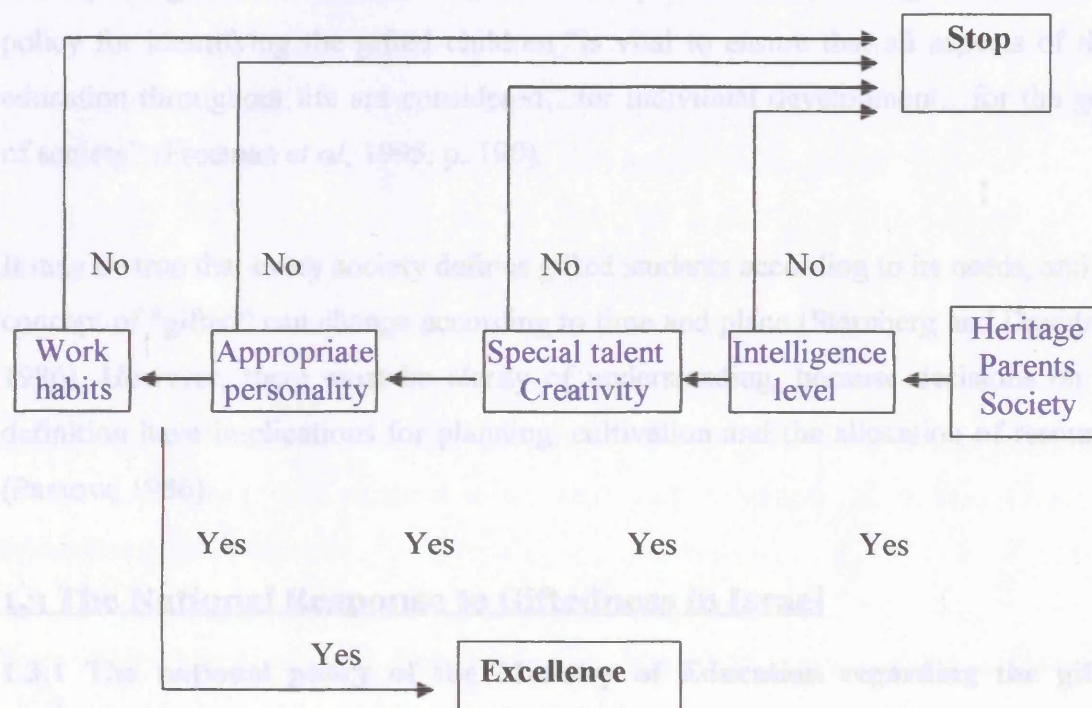 Stop
policy for identifying the gifted children "is vital to ensure that all aspects of
education throughout life are considered...for individual development... for the
of society" (Freeman et al, 1995, p. 190).
No No No No
It may be true that every society defines gifted students according to its needs, and
concept of "gifted" can change according to time and place (Sternberg and
Work
habits
Appropriate
personality
Special talent
Creativity
Intelligence
level
Heritage
Parents
Society
1986). However, there must be clarity of understanding, because decisions on
definition have implications for planning, cultivation and the allocation of
(Passow, 1986).
Yes Yes Yes Yes
The National Response to Giftedness in Israel
Yes
Excellence
1.3.1 The national policy of the Ministry of Education regarding the